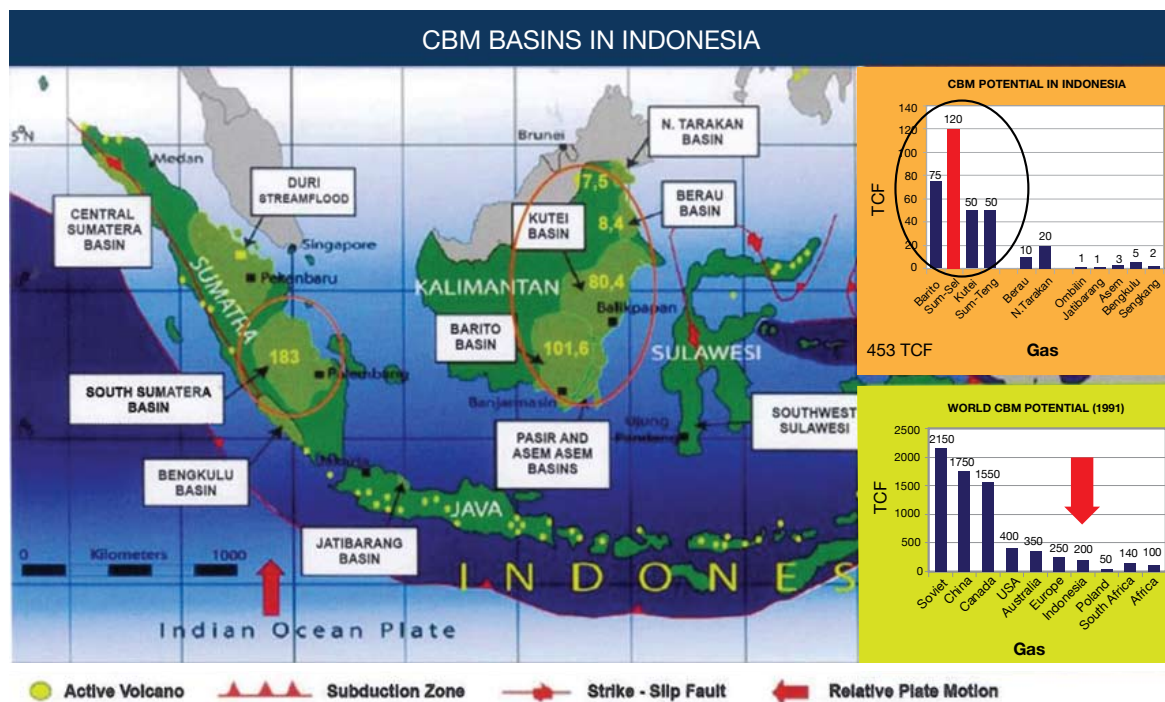 CBM BASINS IN INDONESIA
5°N
Medan
DURI
STREAMFLOOD
CENTRAL
SUMATERA
BASIN
Singapore
Pekenbaru
SUMATRA
183
Palembang
SOUTH SUMATERA
BASIN
BENGKULU
BASIN
Brunei
N. TARAKAN
BASIN
7,5
BERAU
BASIN
8,4
KUTEI
BASIN
KALIMANTAN
80,4
Balikpapan
BARITO
BASIN
101,6
SULAWESI
Banjarmasin
Ujung
Pandang
PASIR AND
ASEM ASEM
BASINS
SOUTHWEST
SULAWESI
JAVA
JATIBARANG
BASIN
0 Kilometers 1000
INDONES
Indian Ocean Plate
CBM POTENTIAL IN INDONESIA
TCF
140
120
100
80
60
40
20
0
75
120
50
50
10
20
1
1
3
5
2
Barito
Sum-Sel
Kutei
Sum-Teng
Berau
N.Tarakan
Ombilin
Jatibarang
Asem
Bengkulu
Sengkang
453 TCF
Gas
WORLD CBM POTENTIAL (1991)
TCF
2500
2000
1500
1000
500
0
2150
1750
1550
400
350
250
200
50
140
100
Soviet
China
Canada
USA
Australia
Europe
Indonesia
Poland
South Africa
Africa
Gas
Active Volcano
Subduction Zone
Strike - Slip Fault
Relative Plate Motion